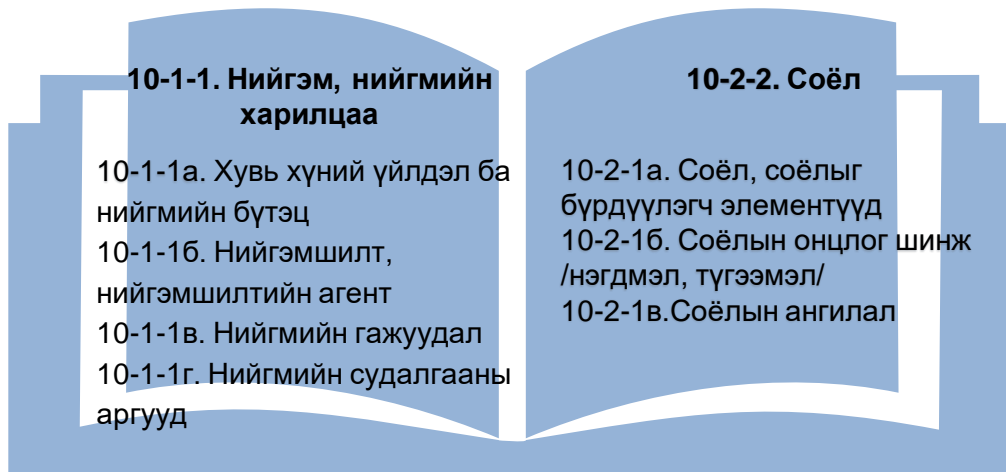 10-1-1. Нийгэм, нийгмийн
харилцаа
10-1-1а. Хувь хүний үйлдэл ба
нийгмийн бүтэц
10-1-1б. Нийгэмшилт,
нийгэмшилтийн агент
10-1-1в. Нийгмийн гажуудал
10-1-1г. Нийгмийн судалгааны
аргууд
10-2-2. Соёл
10-2-1а. Соёл, соёлыг
бүрдүүлэгч элементүүд
10-2-1б. Соёлын онцлог шинж
/нэгдмэл, түгээмэл/
10-2-1в.Соёлын ангилал